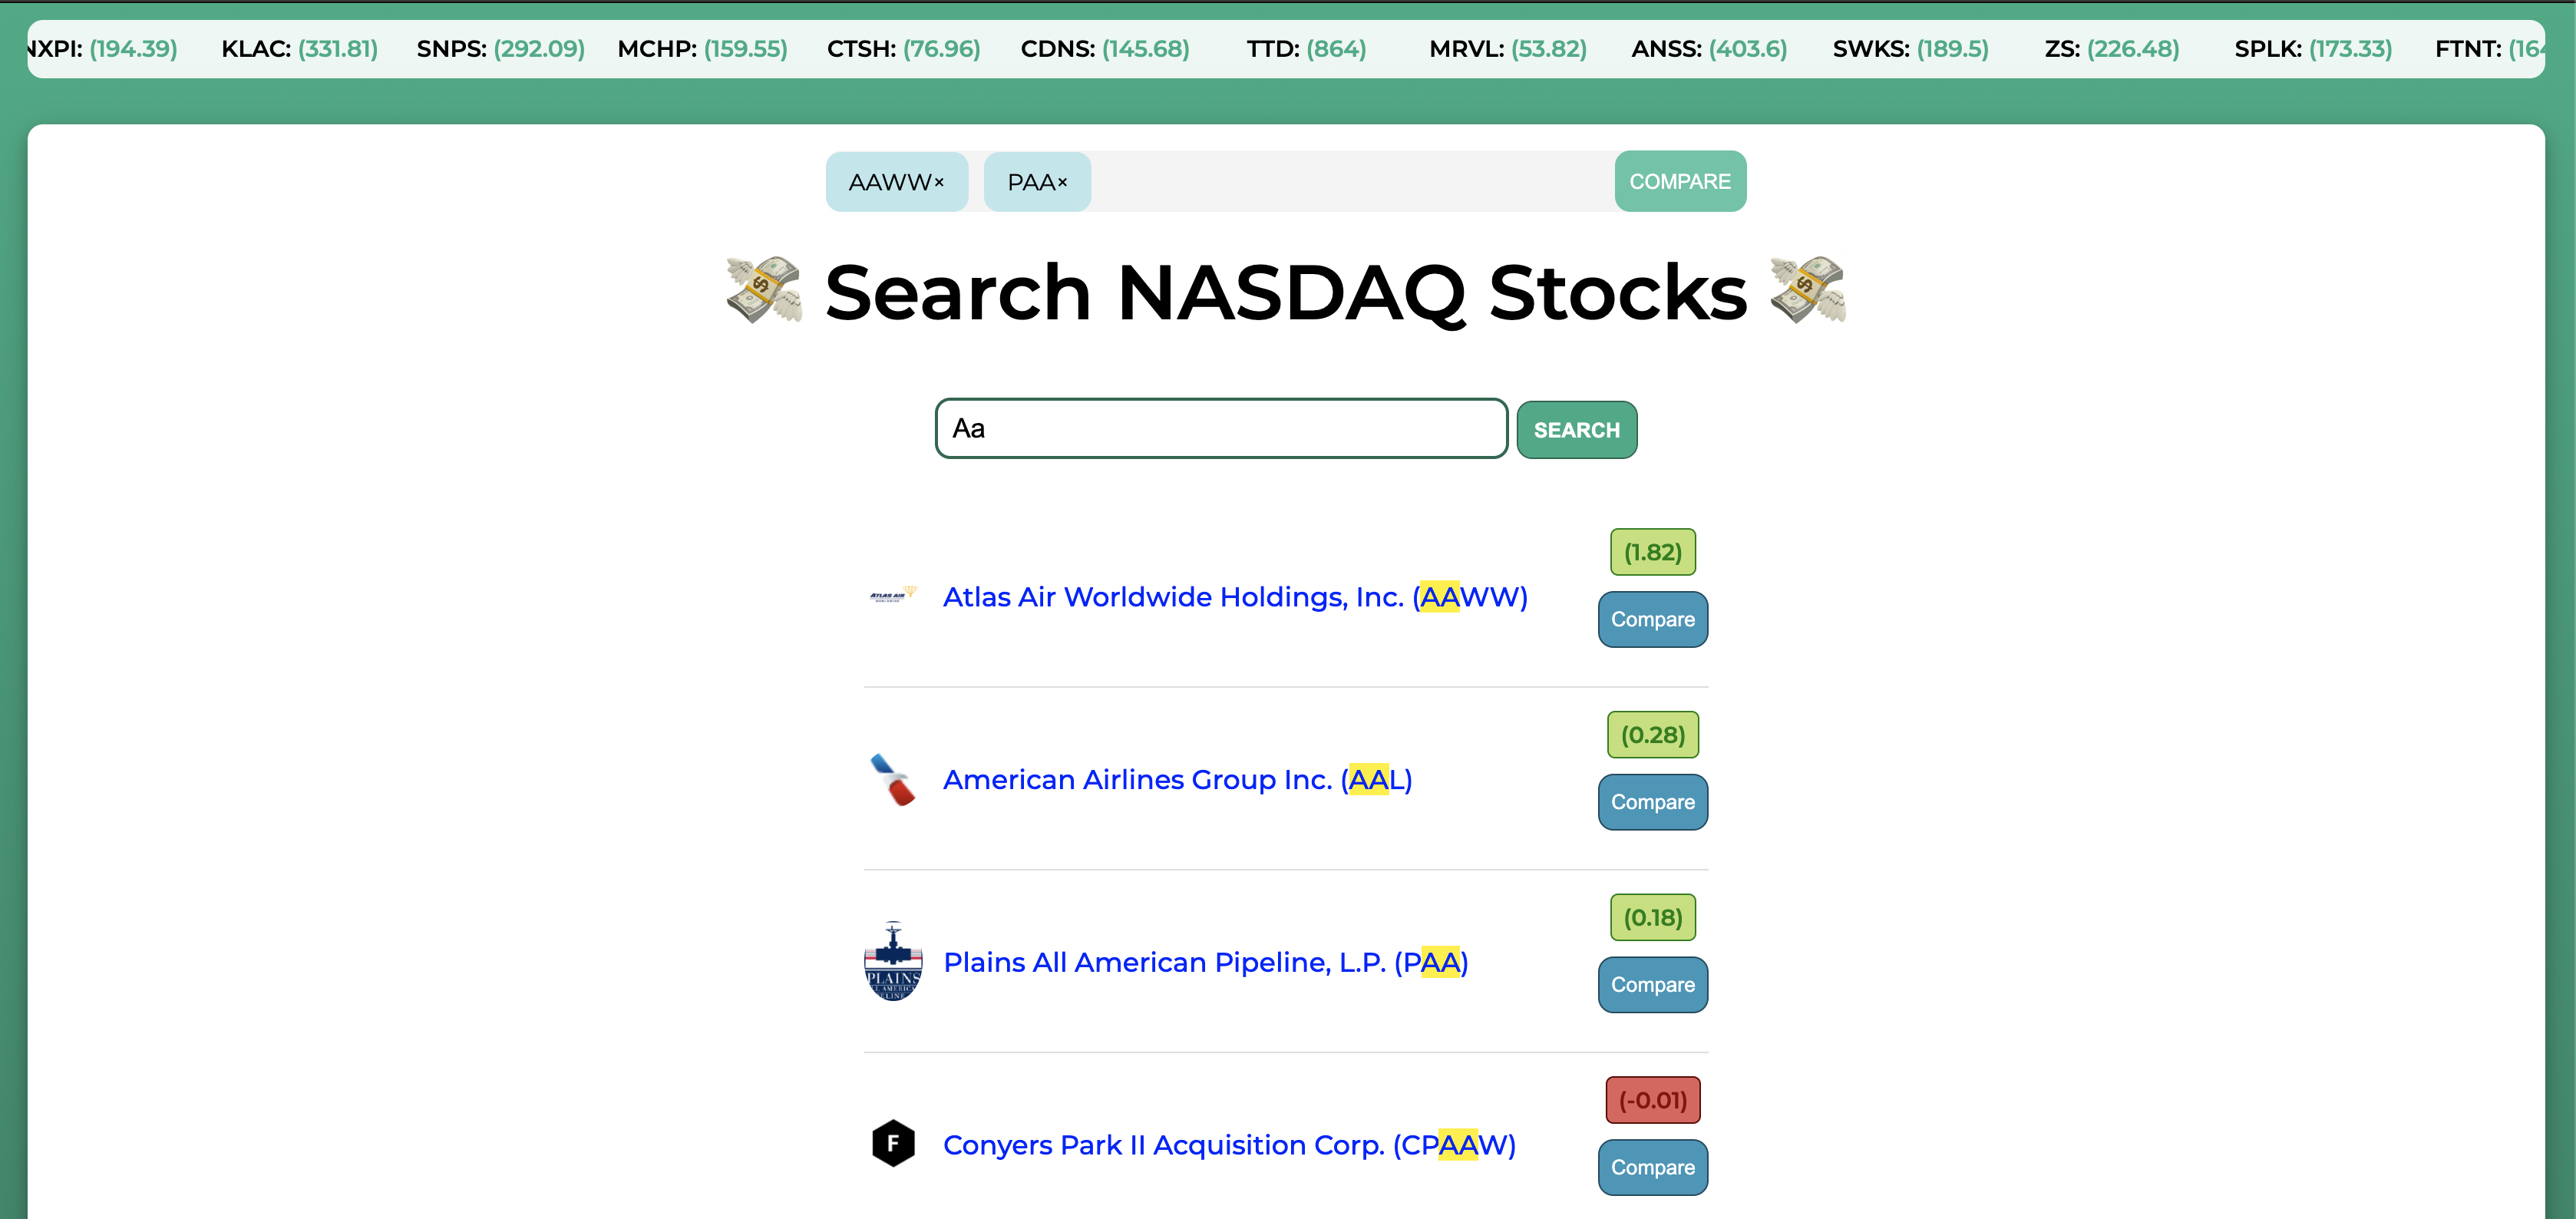 NXPI: (194.39) KLAC: (331.81) SNPS: (292.09) MCHP: (159.55) CTSH: (76.96) CDNS: (145.68) TTD: (864) MRVL: (53.82) ANSS: (403.6) SWKS: (189.5) ZS: (226.48) SPLK: (173.33) FTNT: (164
AAWW× PAA× COMPARE
Search NASDAQ Stocks
Aa SEARCH
(1.82)
Atlas Air Worldwide Holdings, Inc. (AAWW)
Compare
(0.28)
American Airlines Group Inc. (AAL)
Compare
(0.18)
PLAINS
Plains All American Pipeline, L.P. (PAA)
Compare
(-0.01)
F Conyers Park II Acquisition Corp. (CPAAW)
Compare